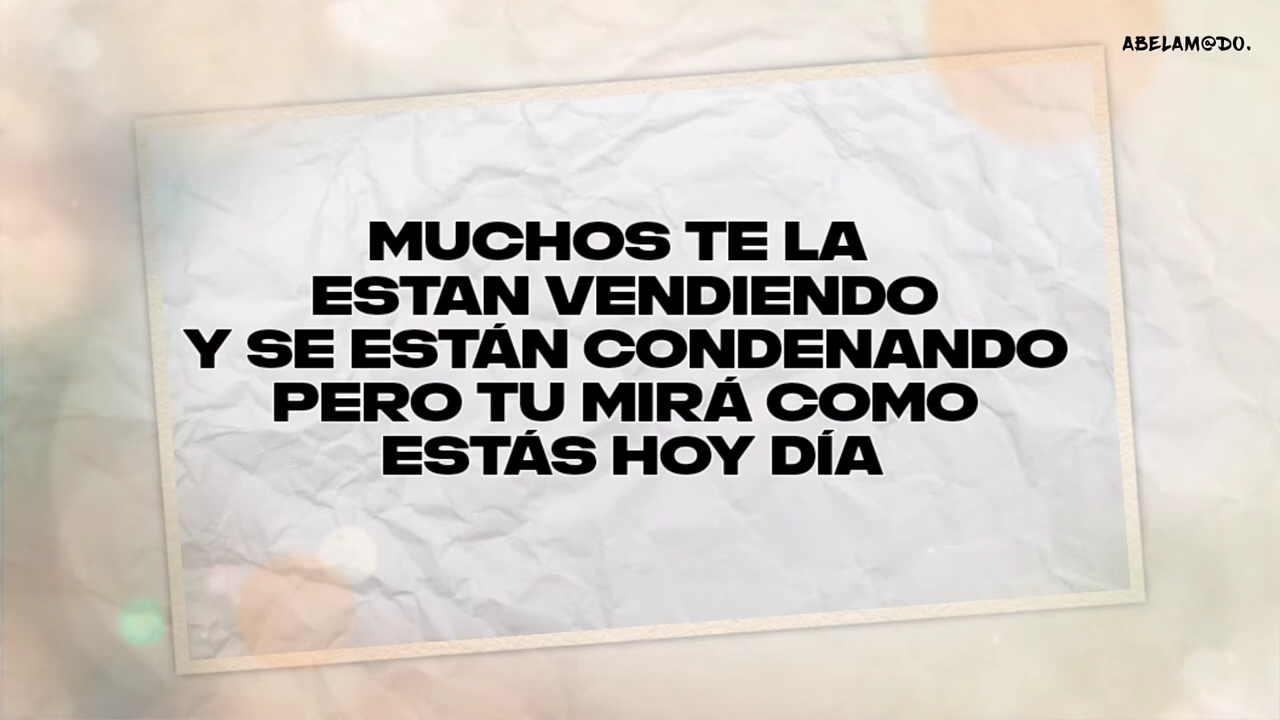 ABELAM@DO.
MUCHOS TE LA
ESTAN VENDIENDO
Y SE ESTÁN CONDENANDO
PERO TU MIRÁ COMO
ESTÁS HOY DÍA